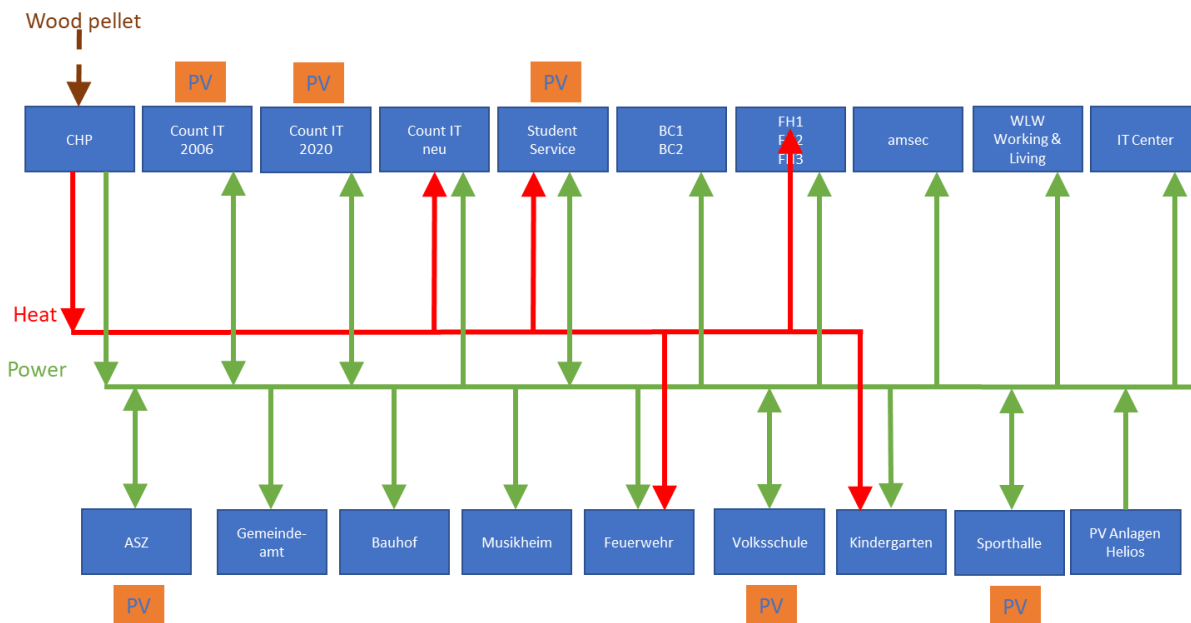 Wood pellet
PV
PV
PV
CHP
Count IT
2006
Count IT
2020
Count IT
neu
Student
Service
BC1
BC2
FH1
FH2
FH3
amsec
WLW
Working &
Living
IT Center
Heat
Power
ASZ
Gemeinde-
amt
Bauhof
Musikheim
Feuerwehr
Volksschule
Kindergarten
Sporthalle
PV Anlagen
Helios
PV
PV
PV